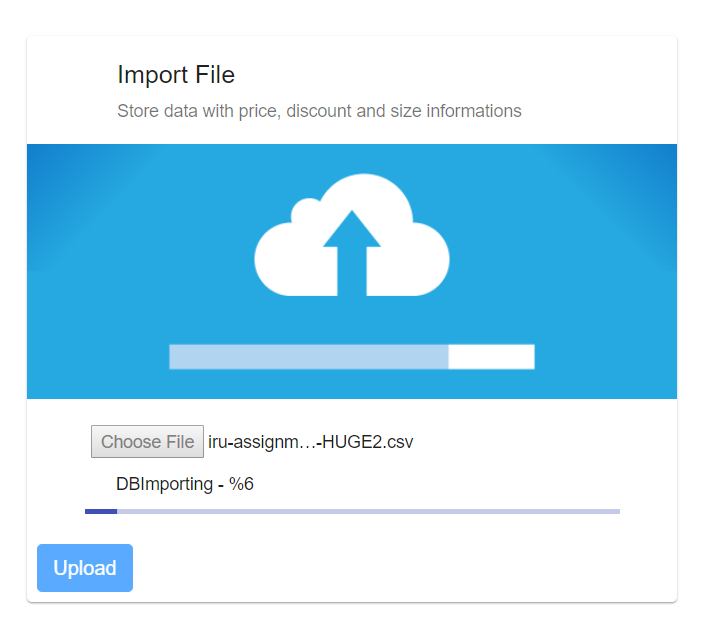 Import File
Store data with price, discount and size informations
Choose File iru-assignm...-HUGE2.csv
DBImporting - %6
Upload